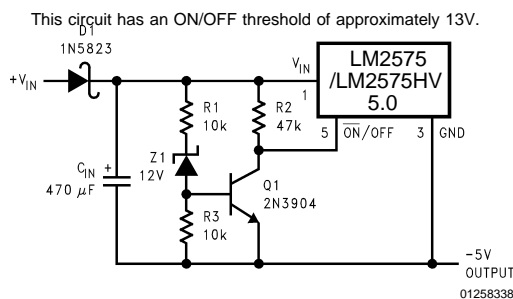 This circuit has an ON/OFF threshold of approximately 13V.
D1
1N5823
+VIN
VIN
1
LM2575
/LM2575HV
5.0
R1
10k
R2
47k
5
ON/OFF
3
GND
Z1
12V
CIN
+
470 μF
Q1
2N3904
R3
10k
–5V
OUTPUT
01258338